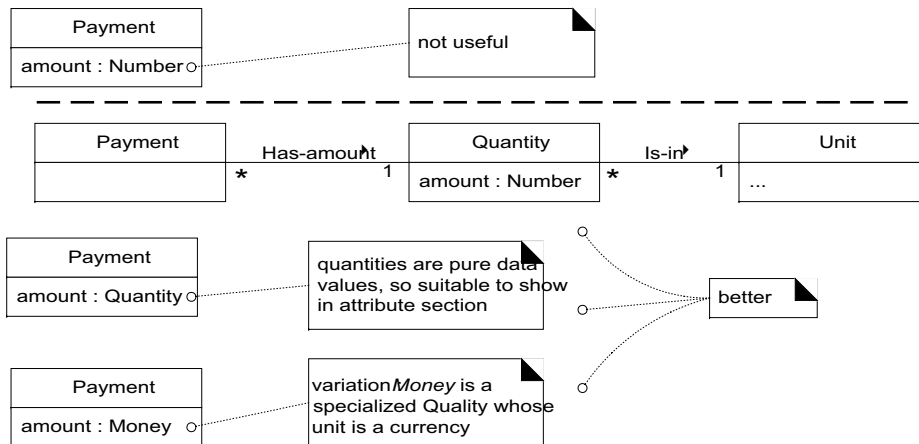 Payment
amount : Number
not useful
Payment
Has-amount
* 1
Quantity
amount : Number
Is-in
* 1
Unit
...
Payment
amount : Quantity
quantities are pure data
values, so suitable to show
in attribute section
better
Payment
amount : Money
variation Money is a
specialized Quality whose
unit is a currency